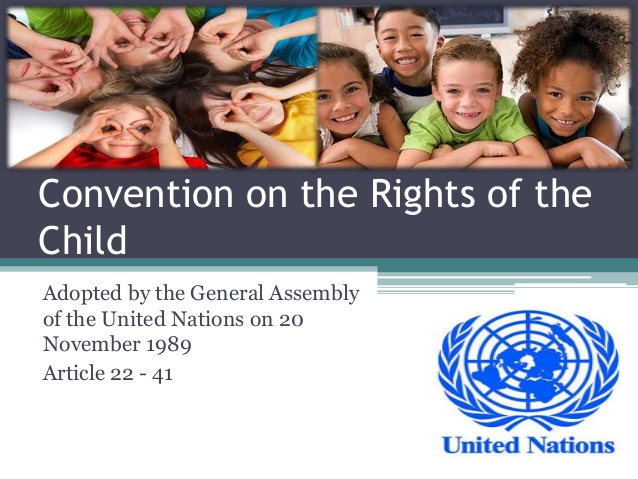 Convention on the Rights of the
Child
Adopted by the General Assembly
of the United Nations on 20
November 1989
Article 22 - 41
United Nations